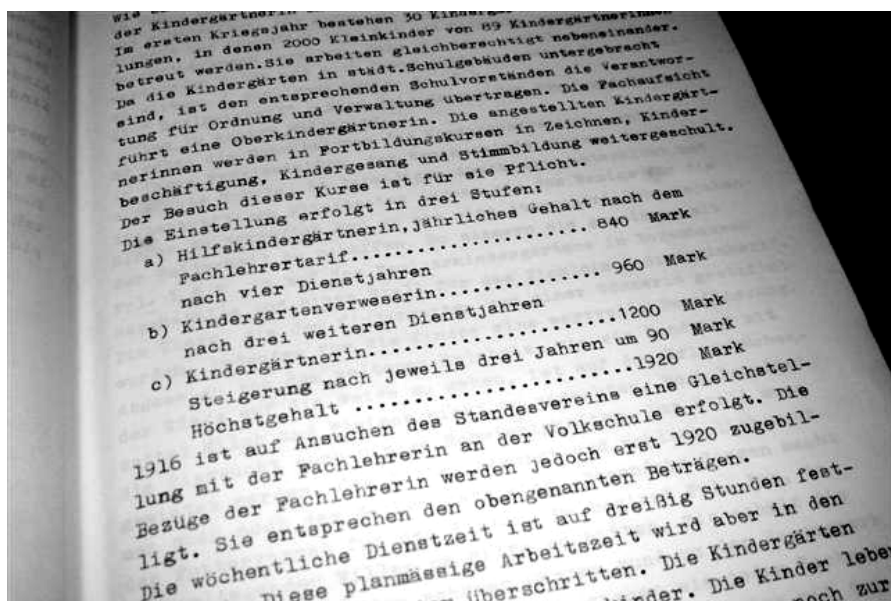 der Kindergärtnerin
Im ersten Kriegsjahr bestehen 30
lungen, in denen 2000 Kleinkinder von 89 Kindergärtnerinnen
betreut werden.Sie arbeiten gleichberechtigt nebeneinander.
Da die Kindergärten in städt.Schulgebäuden untergebracht
sind, ist den entsprechenden Schulvorständen die Verantwor-
tung für Ordnung und Verwaltung übertragen. Die Fachaufsicht
führt eine Oberkindergärtnerin. Die angestellten Kindergärt-
nerinnen werden in Fortbildungskursen in Zeichnen, Kinder-
beschäftigung, Kindergesang und Stimmbildung weitergeschult.
Der Besuch dieser Kurse ist für sie Pflicht.
Die Einstellung erfolgt in drei Stufen:
a) Hilfskindergärtnerin,jährliches Gehalt nach dem
Fachlehrertarif...................... 840 Mark
nach vier Dienstjahren
b) Kindergartenverweserin............... 960 Mark
nach drei weiteren Dienstjahren
c) Kindergärtnerin.......................1200 Mark
Steigerung nach jeweils drei Jahren um 90 Mark
Höchstgehalt .........................1920 Mark
1916 ist auf Ansuchen des Standesvereins eine Gleichstel-
lung mit der Fachlehrerin an der Volkschule erfolgt. Die
Bezüge der Fachlehrerin werden jedoch erst 1920 zugebil-
ligt. Sie entsprechen den obengenannten Beträgen.
Die wöchentliche Dienstzeit ist auf dreißig Stunden fest-
Diese planmässige Arbeitszeit wird aber in den
überschritten. Die Kindergärten
Die Kinder
noch zur